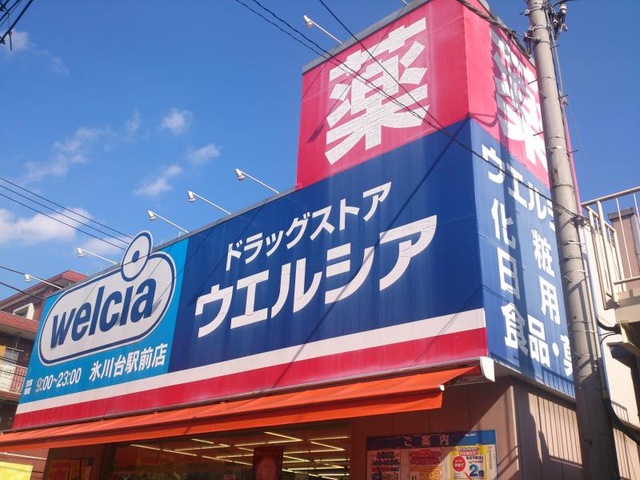 薬
薬
ドラッグストア
ウエルシア
welcia
9:00~23:00 氷川台駅前店
ウエルシ
化粧
日用
食品・薬
ご案内